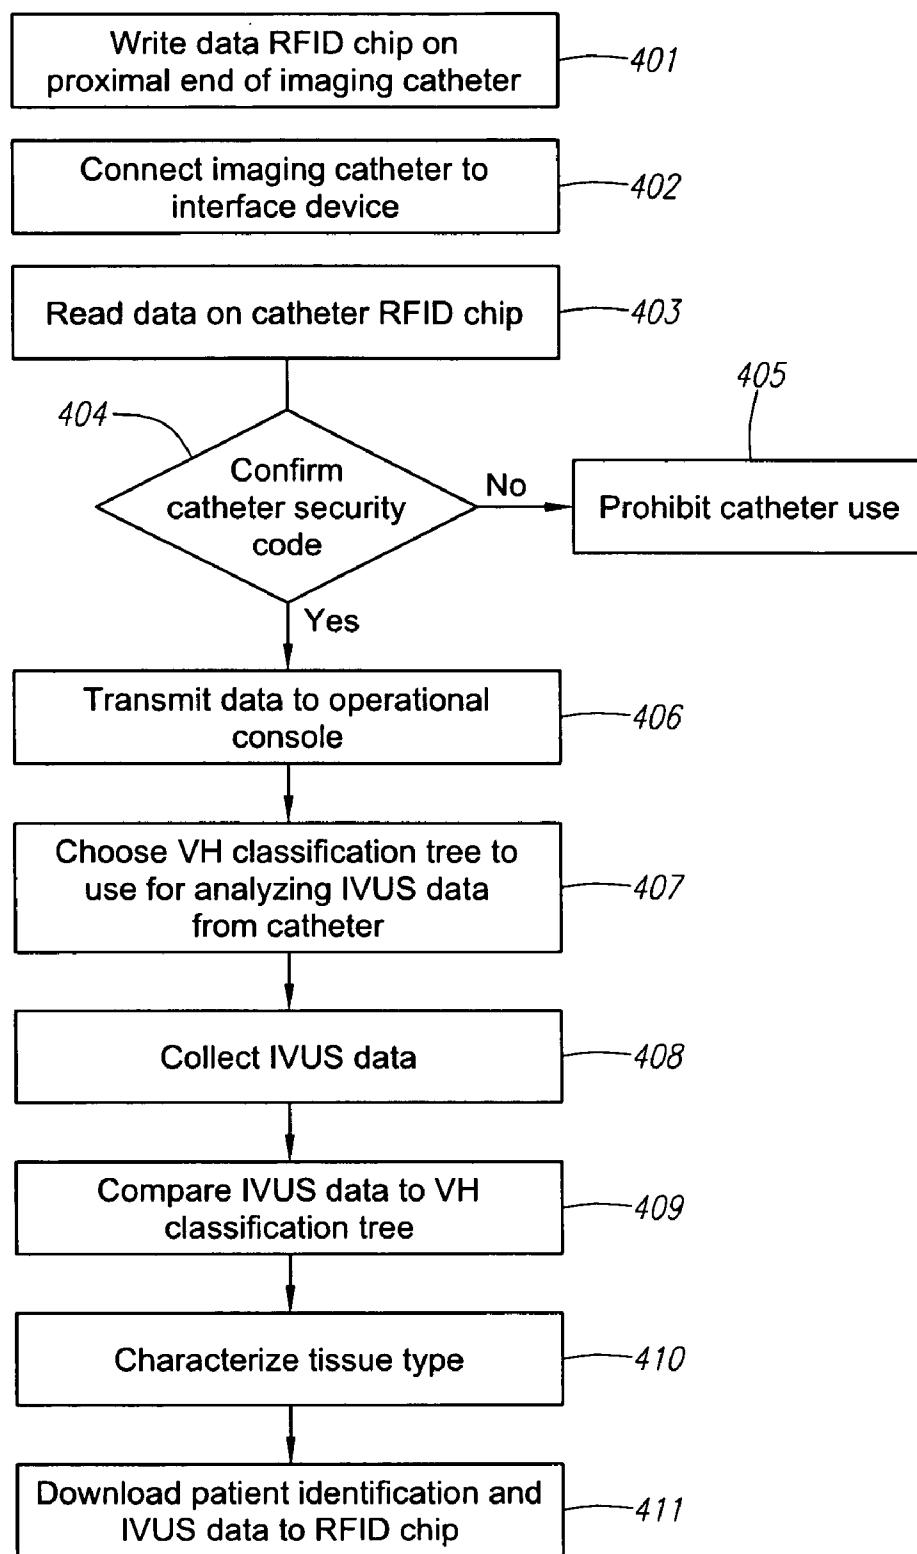 Write data RFID chip on
proximal end of imaging catheter
401
Connect imaging catheter to
interface device
402
Read data on catheter RFID chip
403
404
405
Confirm
catheter security
code
No
Prohibit catheter use
Yes
Transmit data to operational
console
406
Choose VH classification tree to
use for analyzing IVUS data
from catheter
407
Collect IVUS data
408
Compare IVUS data to VH
classification tree
409
Characterize tissue type
410
Download patient identification and
IVUS data to RFID chip
411